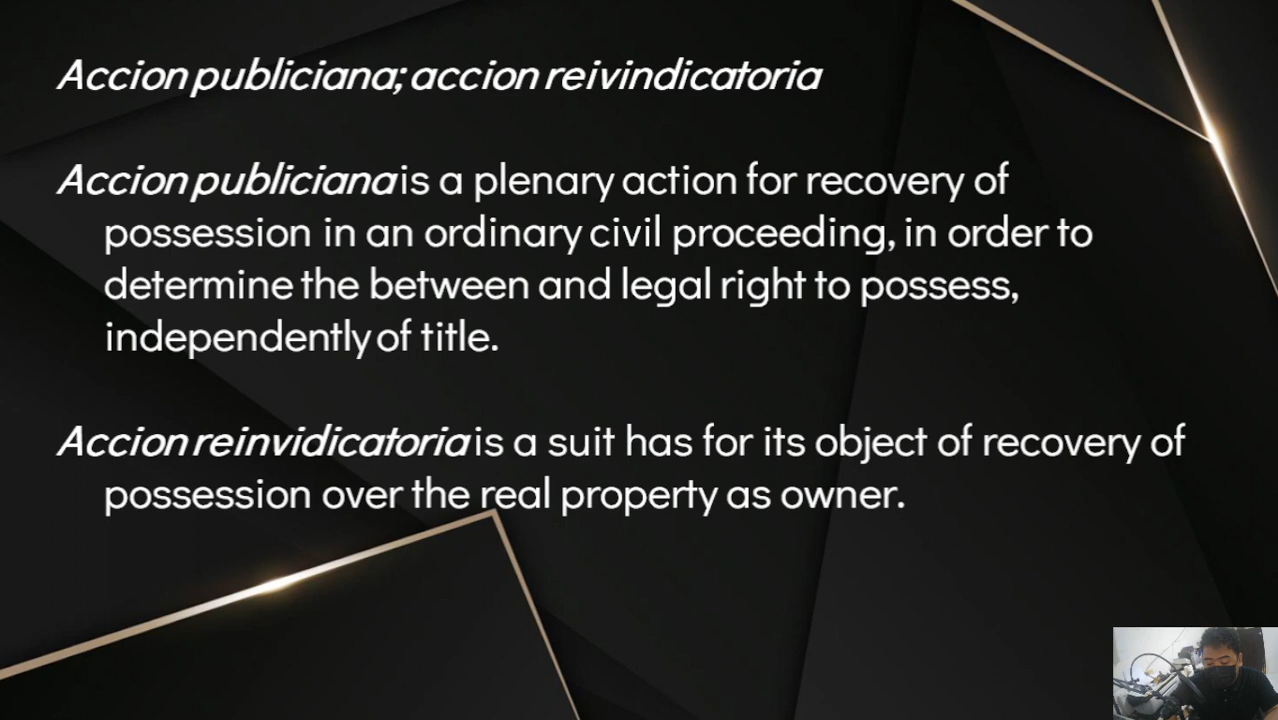 Accion publiciana; accion reivindicatoria
Accion publiciana is a plenary action for recovery of
possession in an ordinary civil proceeding, in order to
determine the between and legal right to possess,
independently of title.
Accion reinvidicatoria is a suit has for its object of recovery of
possession over the real property as owner.